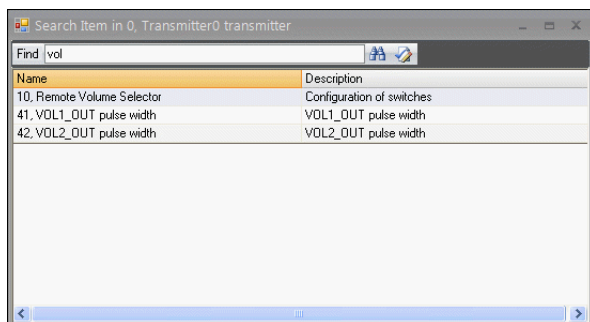 Search Item in 0, Transmitter0 transmitter
Find vol
Name Description
10, Remote Volume Selector Configuration of switches
41, VOL1_OUT pulse width VOL1_OUT pulse width
42, VOL2_OUT pulse width VOL2_OUT pulse width